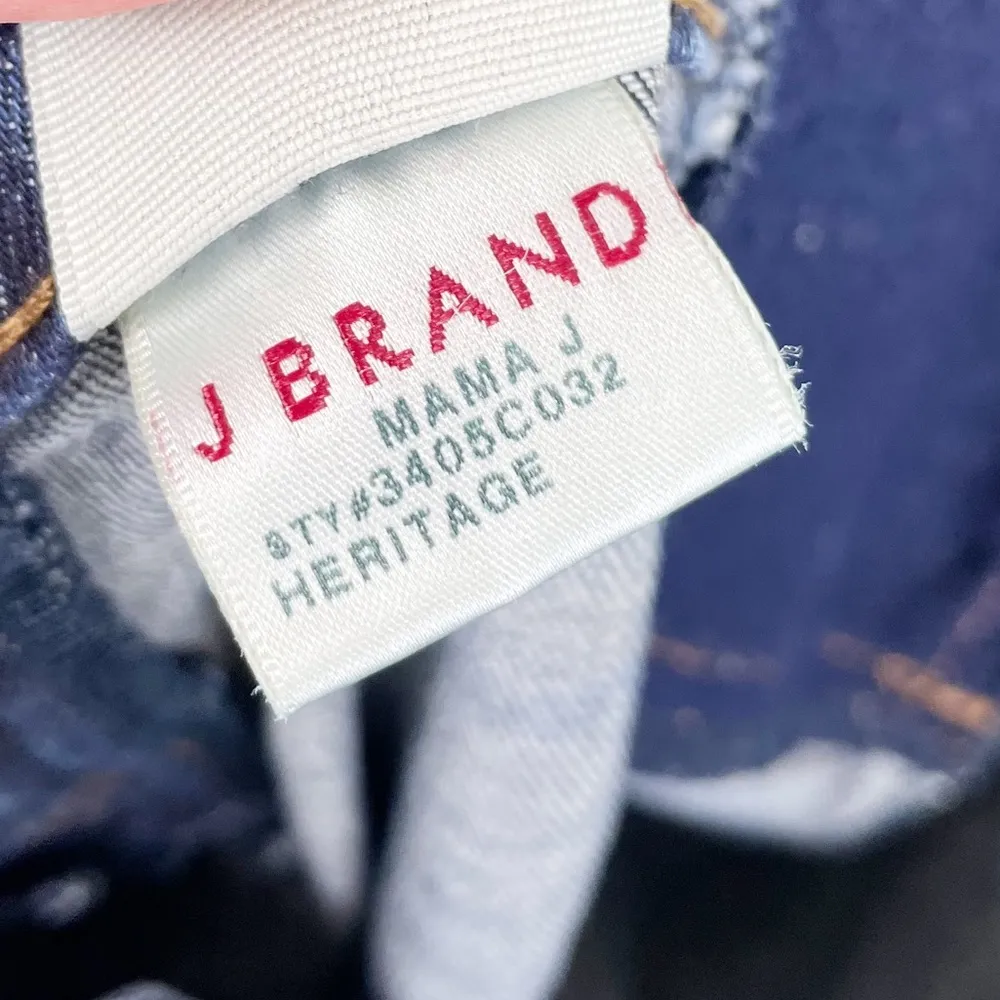 J BRAND
MAMA J
STY#3405C032
HERITAGE